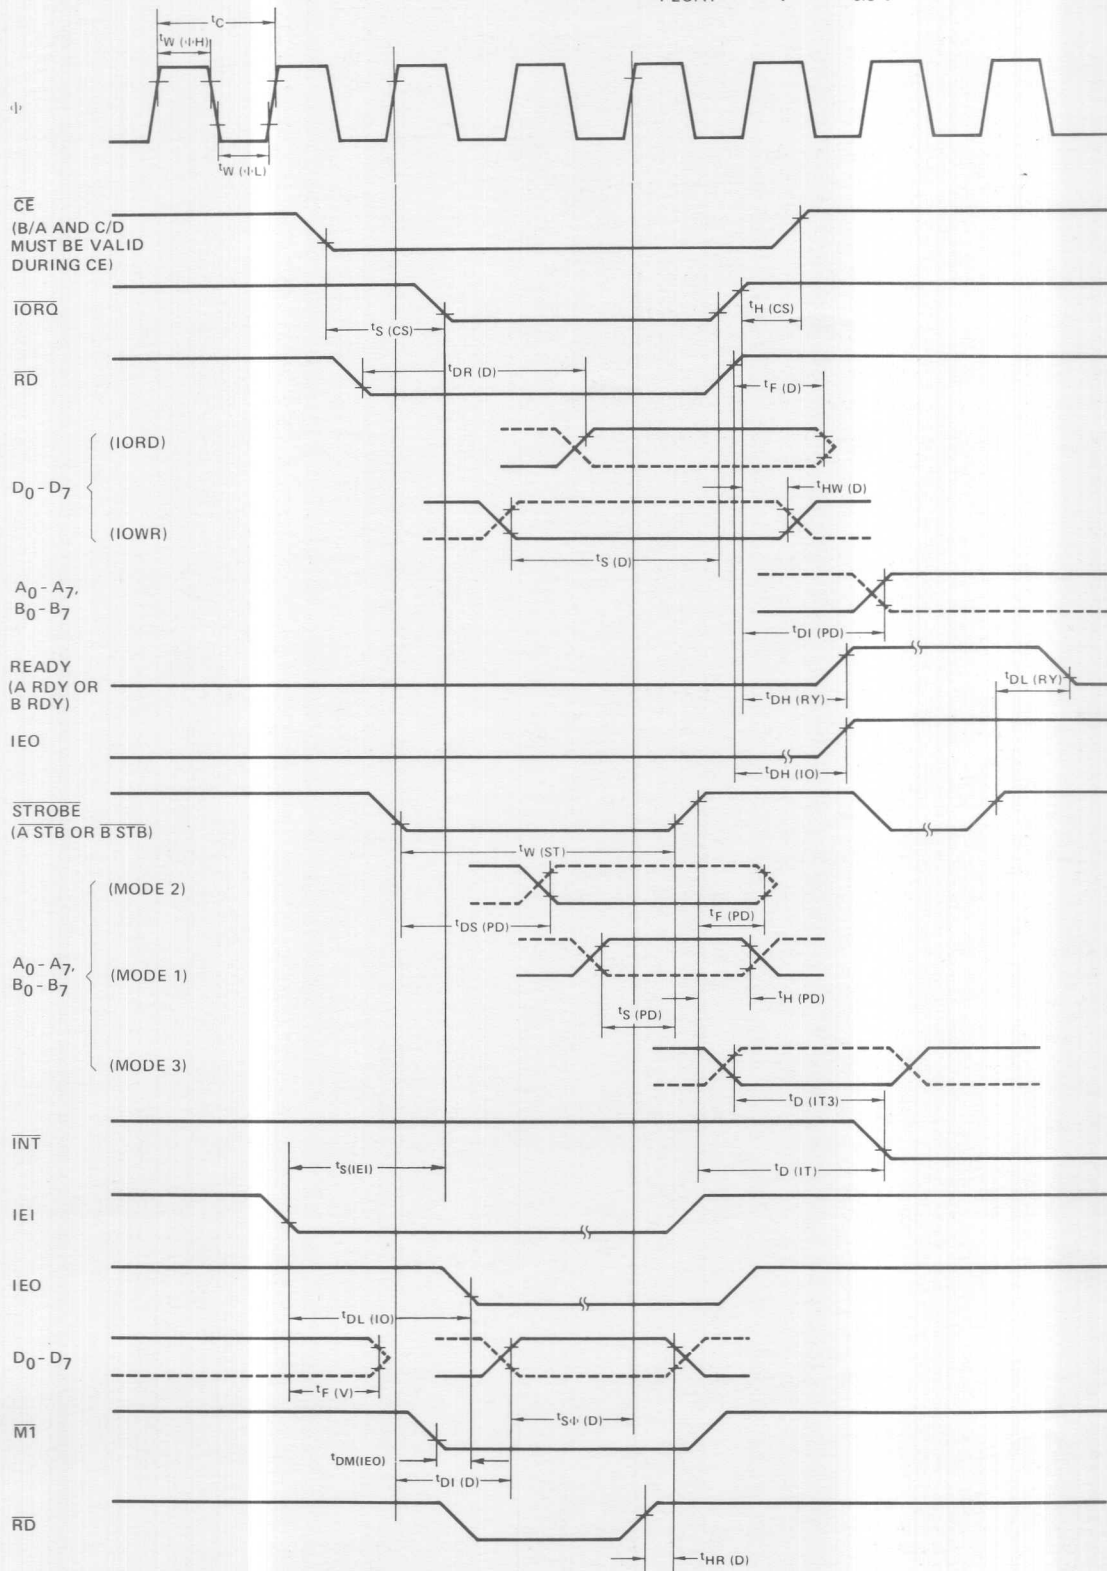 tC
tW (Φ·H)
Φ
tW (Φ·L)
CE
(B/A AND C/D
MUST BE VALID
DURING CE)
IORQ
tS (CS)
tH (CS)
RD
tDR (D)
tF (D)
(IORD)
D0 - D7
tHW (D)
(IOWR)
tS (D)
A0 - A7,
B0 - B7
tDI (PD)
READY
(A RDY OR
B RDY)
tDL (RY)
tDH (RY)
IEO
tDH (IO)
STROBE
(A STB OR B STB)
tW (ST)
(MODE 2)
tF (PD)
tDS (PD)
A0 - A7,
B0 - B7
(MODE 1)
tH (PD)
tS (PD)
(MODE 3)
tD (IT3)
INT
tS(IEI)
tD (IT)
IEI
IEO
tDL (IO)
D0 - D7
tF (V)
M1
tSΦ (D)
tDM(IEO)
tDI (D)
RD
tHR (D)